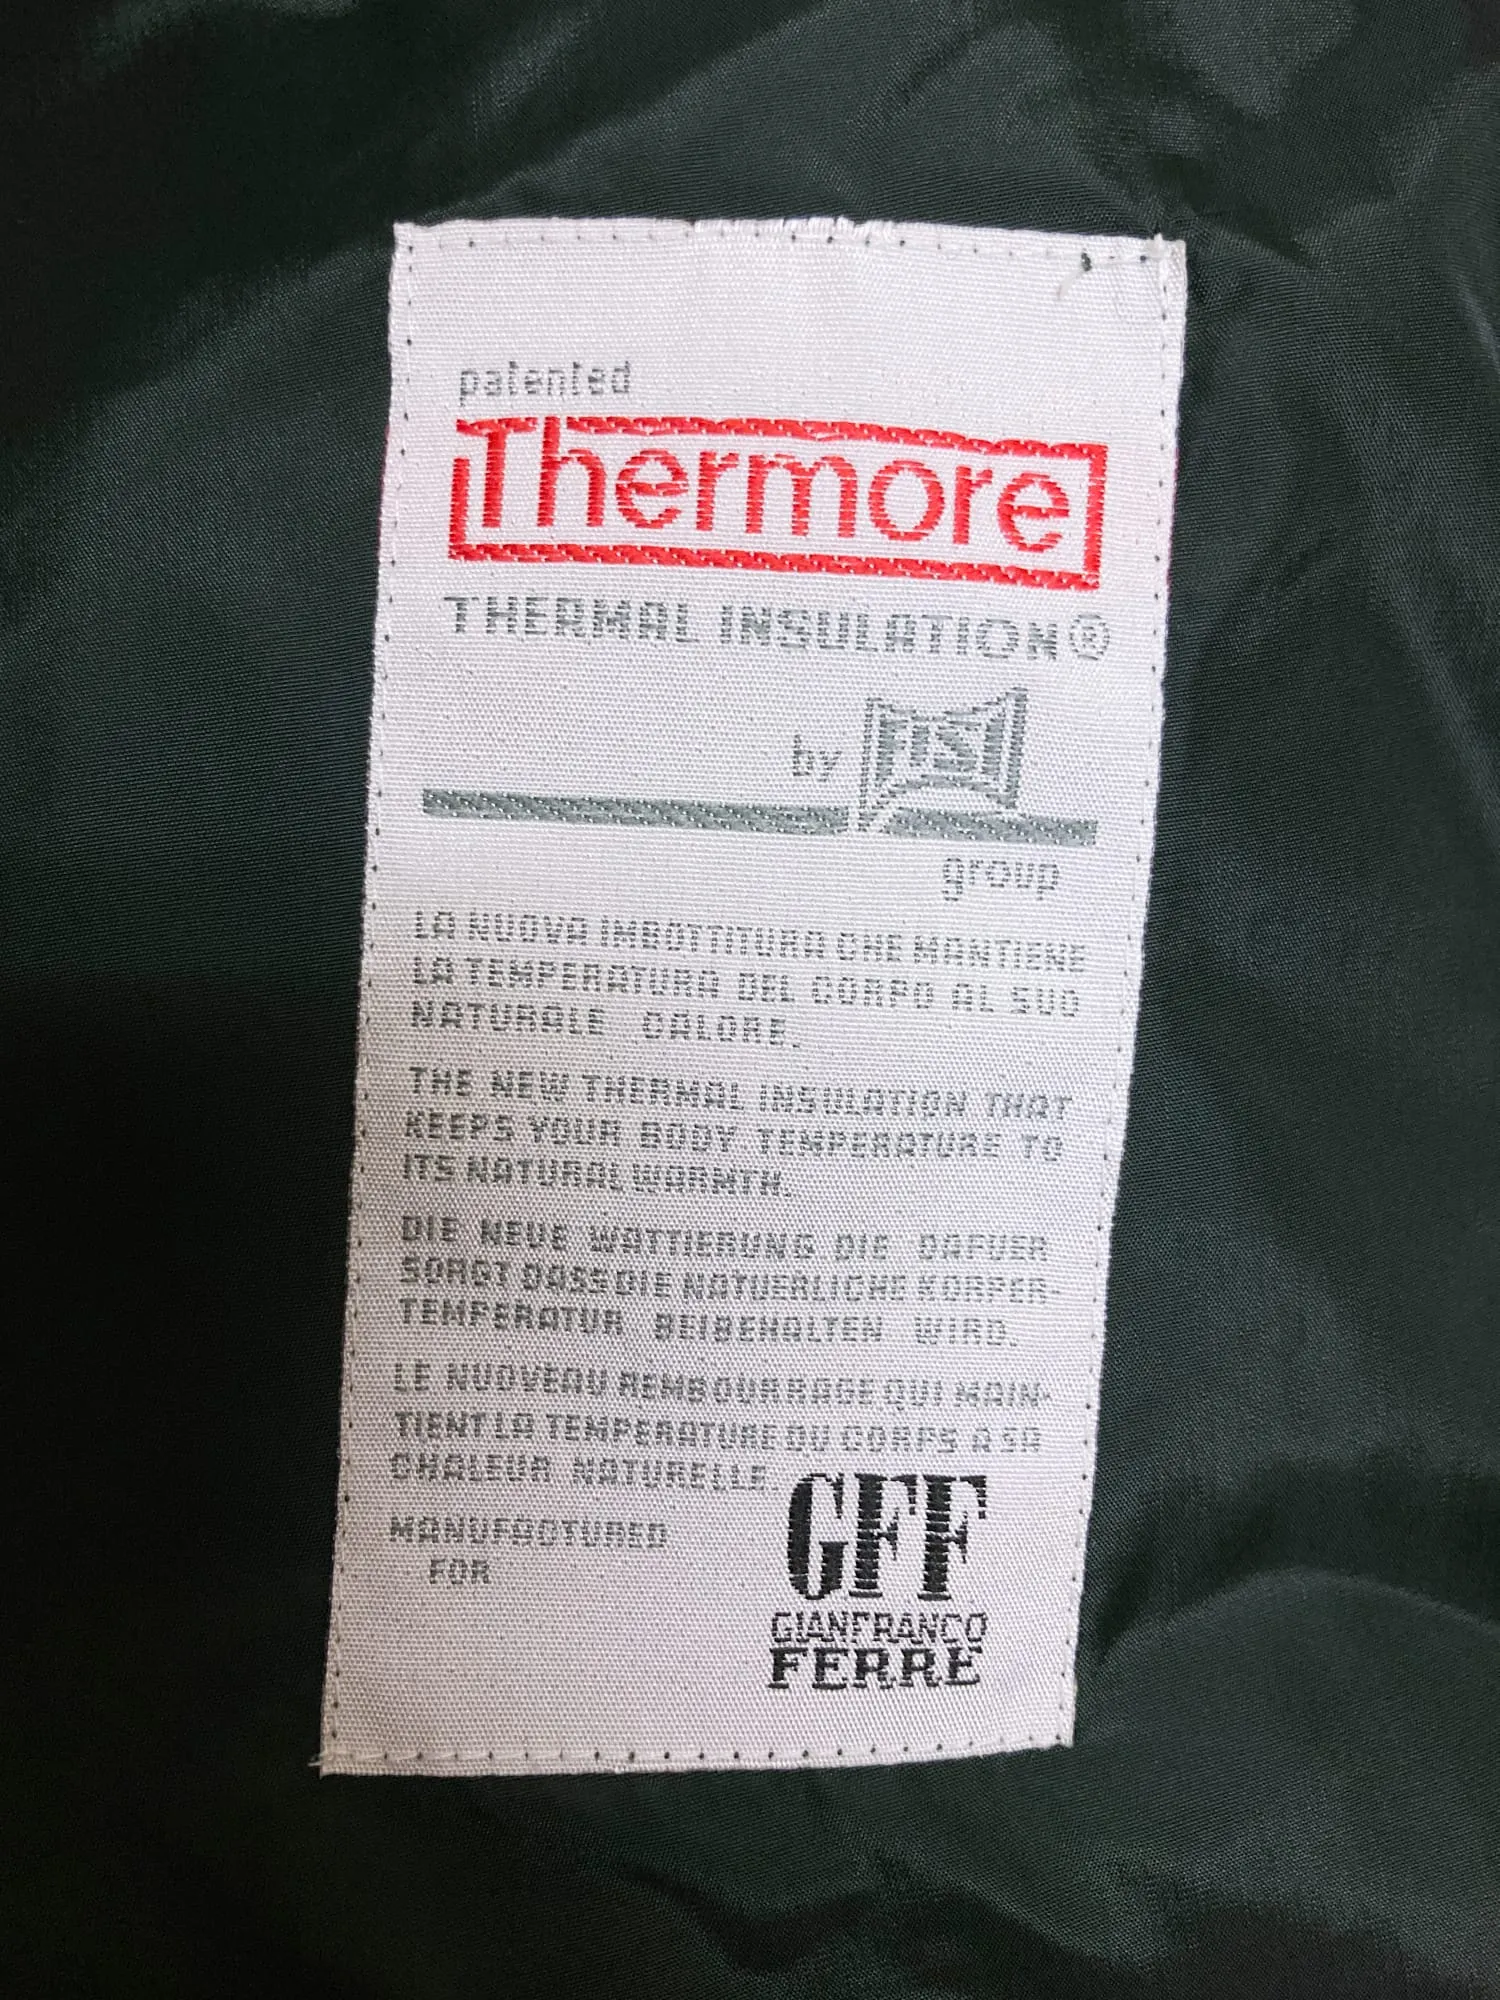 patented
Thermore
THERMAL INSULATION®
by FISI
group
LA NUOVA IMBOTTITURA CHE MANTIENE
LA TEMPERATURA DEL CORPO AL SUO
NATURALE CALORE.
THE NEW THERMAL INSULATION THAT
KEEPS YOUR BODY TEMPERATURE TO
ITS NATURAL WARMTH.
DIE NEUE WATTIERUNG DIE DAFUER
SORGT DASS DIE NATUERLICHE KORPER-
TEMPERATUR BEIBEHALTEN WIRD.
LE NUOVEAU REMBOURRAGE QUI MAIN-
TIENT LA TEMPERATURE DU CORPS A SA
CHALEUR NATURELLE.
MANUFACTURED
FOR
GFF
GIANFRANCO
FERRE